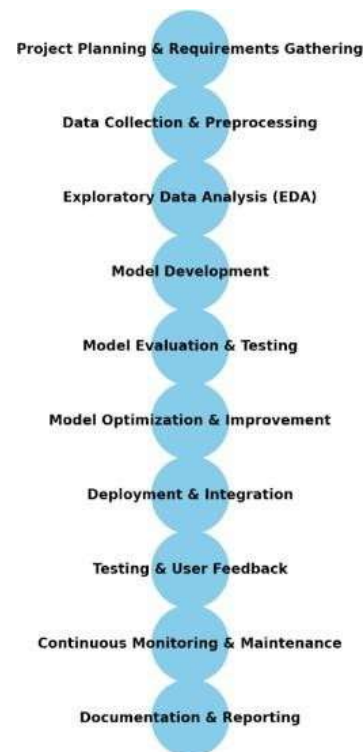 Project Planning & Requirements Gathering
Data Collection & Preprocessing
Exploratory Data Analysis (EDA)
Model Development
Model Evaluation & Testing
Model Optimization & Improvement
Deployment & Integration
Testing & User Feedback
Continuous Monitoring & Maintenance
Documentation & Reporting